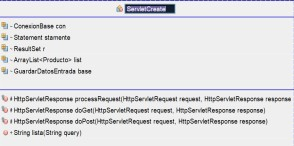 ServletCreate
- ConexionBase con
- Statement stamente
- ResultSet r
- ArrayList<Producto> list
- GuardarDatosEntrada base
# HttpServletResponse processRequest(HttpServletRequest request, HttpServletResponse response
# HttpServletResponse doGet(HttpServletRequest request, HttpServletResponse response)
# HttpServletResponse doPost(HttpServletRequest request, HttpServletResponse response)
+ String lista(String query)